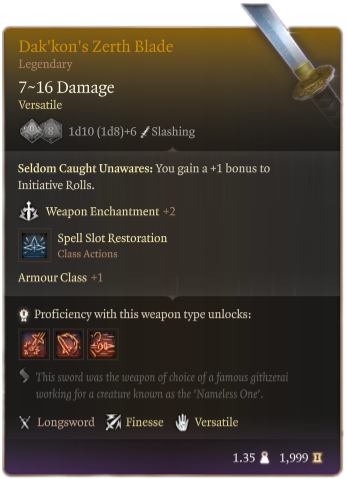 Dak'kon's Zerth Blade
Legendary
7~16 Damage
Versatile
10 8 1d10 (1d8)+6 Slashing
Seldom Caught Unawares: You gain a +1 bonus to
Initiative Rolls.
Weapon Enchantment +2
Spell Slot Restoration
Class Actions
Armour Class +1
Proficiency with this weapon type unlocks:
This sword was the weapon of choice of a famous githzerai
working for a creature known as the 'Nameless One'.
Longsword Finesse Versatile
1.35 1,999